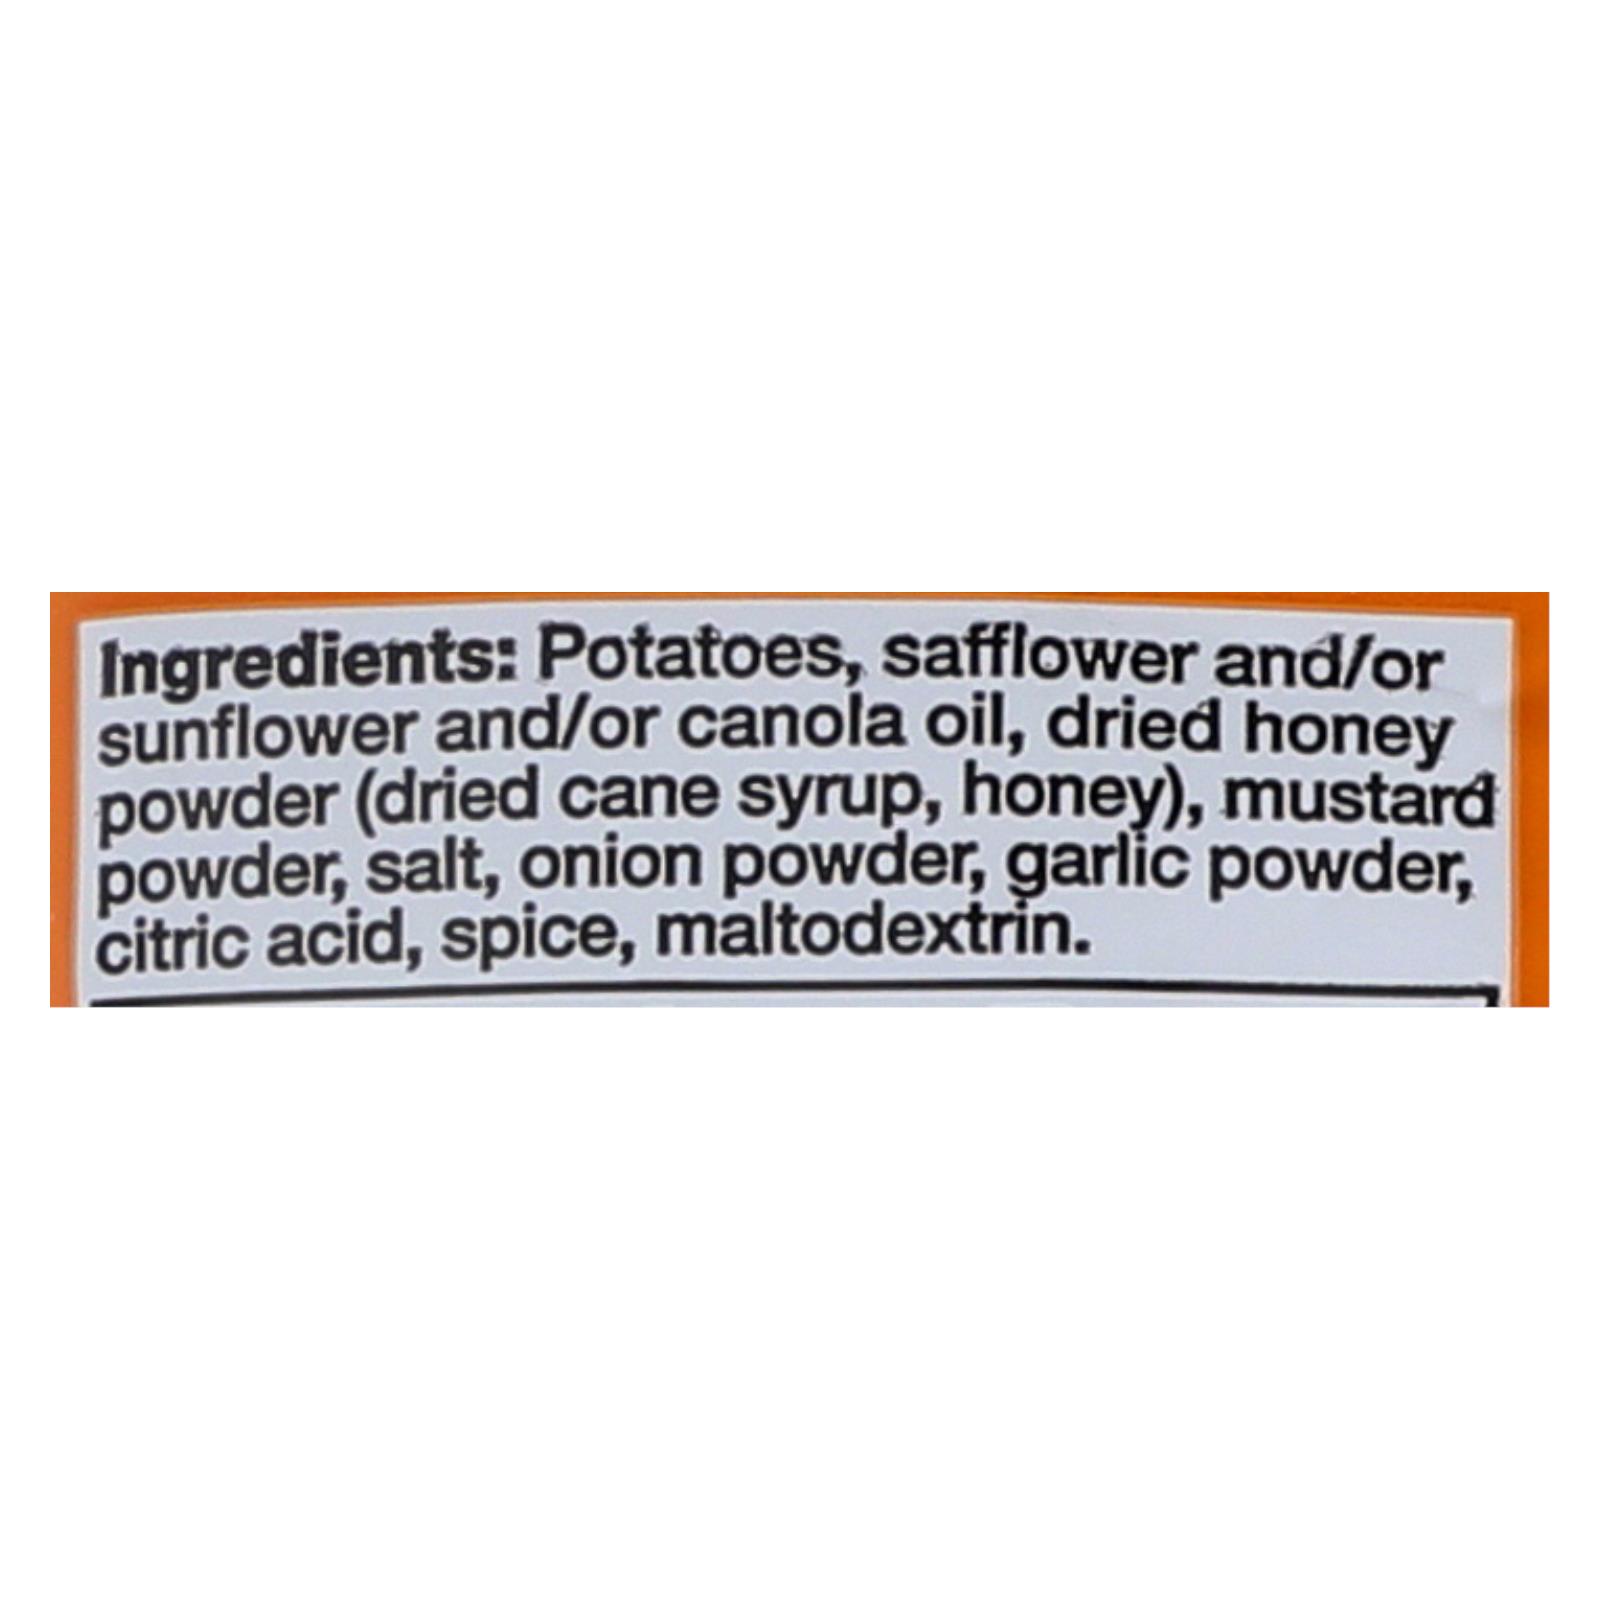 Ingredients: Potatoes, safflower and/or
sunflower and/or canola oil, dried honey
powder (dried cane syrup, honey), mustard
powder, salt, onion powder, garlic powder,
citric acid, spice, maltodextrin.